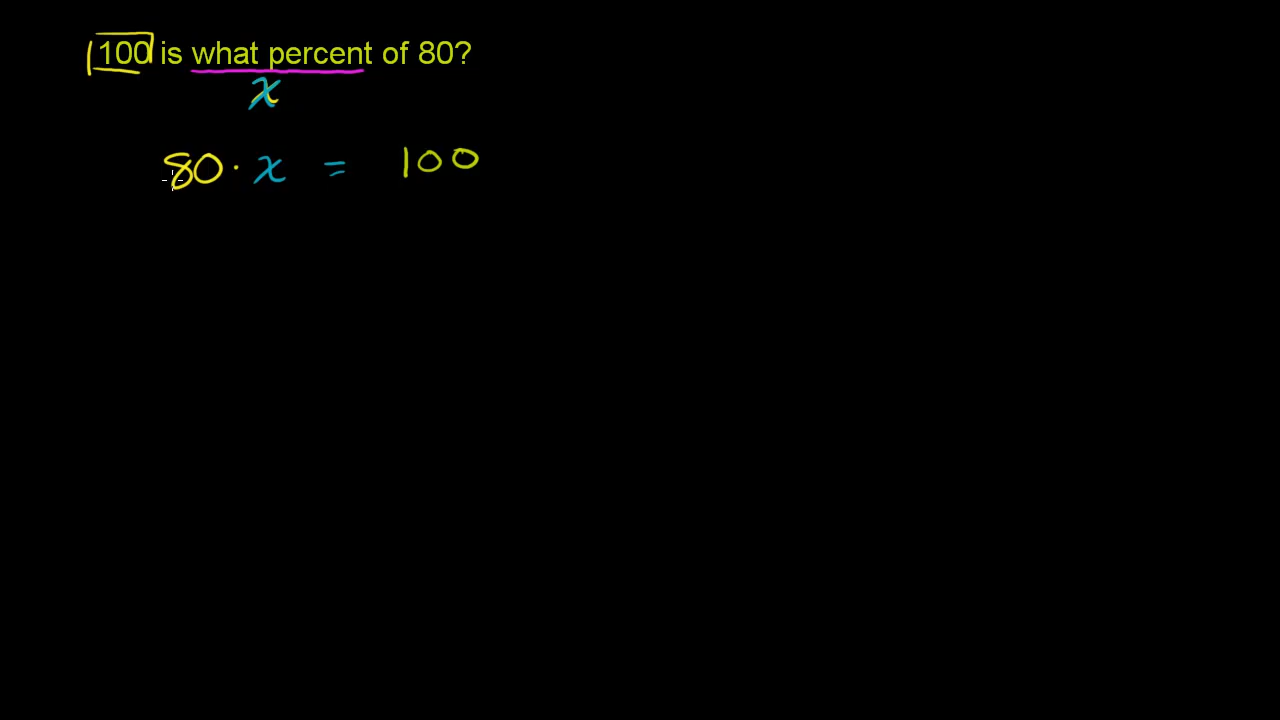 100 is what percent of 80?
x
80 · x = 100